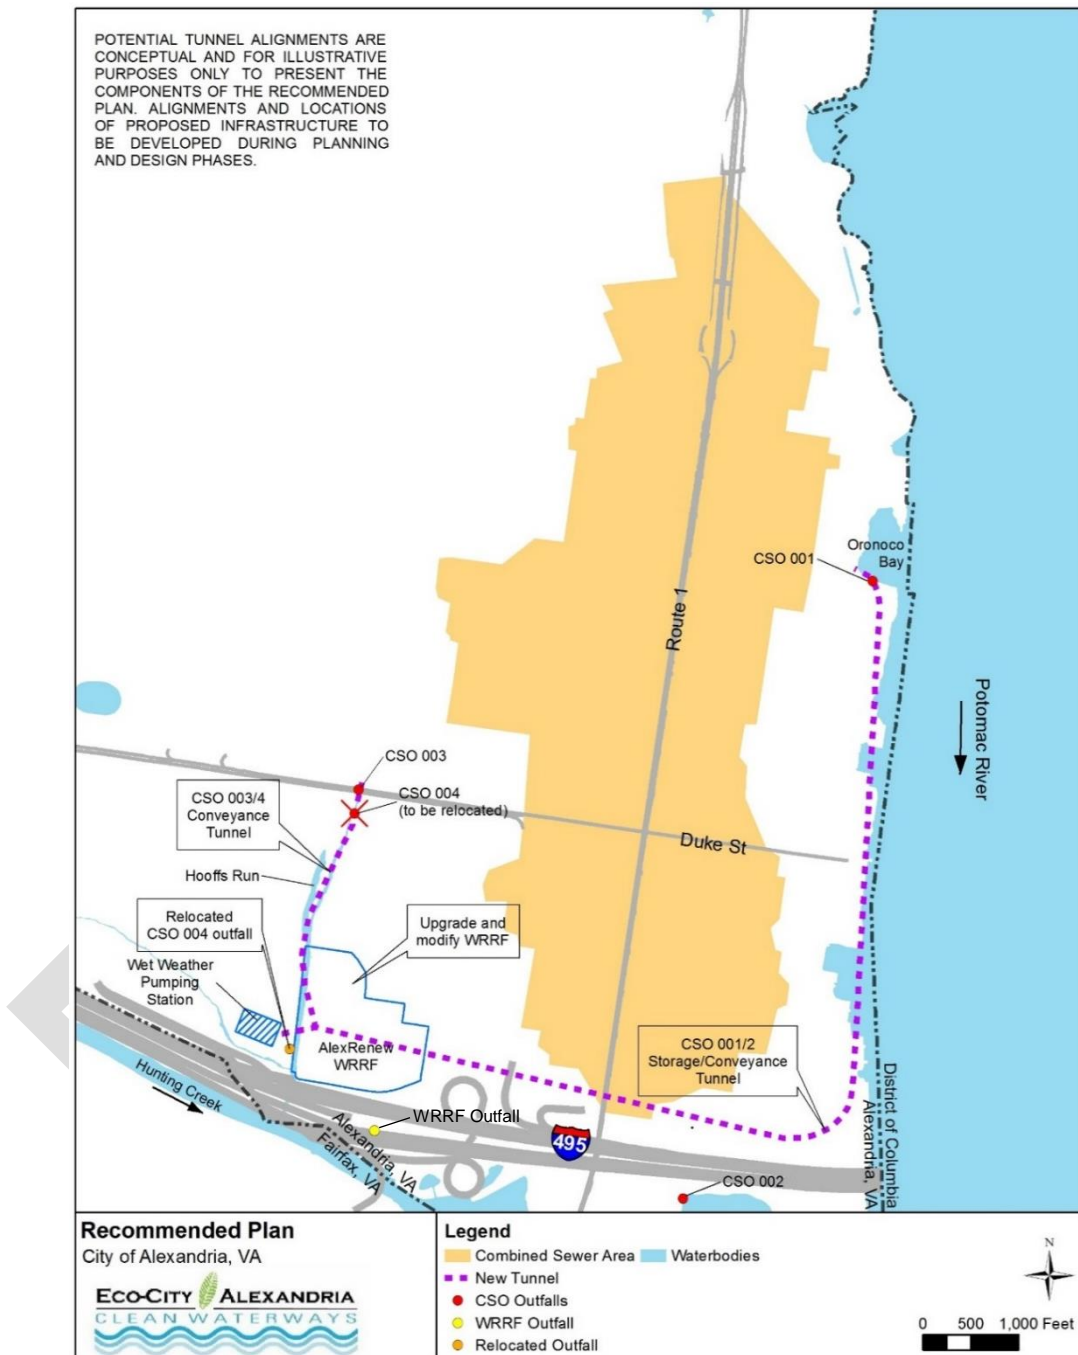 POTENTIAL TUNNEL ALIGNMENTS ARE
CONCEPTUAL AND FOR ILLUSTRATIVE
PURPOSES ONLY TO PRESENT THE
COMPONENTS OF THE RECOMMENDED
PLAN. ALIGNMENTS AND LOCATIONS
OF PROPOSED INFRASTRUCTURE TO
BE DEVELOPED DURING PLANNING
AND DESIGN PHASES.
Oronoco
Bay
CSO 001
Route 1
Potomac River
CSO 003
CSO 004
(to be relocated)
CSO 003/4
Conveyance
Tunnel
Duke St
Hooffs Run
Relocated
CSO 004 outfall
Upgrade and
modify WRRF
Wet Weather
Pumping
Station
AlexRenew
WRRF
CSO 001/2
Storage/Conveyance
Tunnel
Hunting Creek
District of Columbia
Alexandria, VA
WRRF Outfall
Alexandria, VA
Fairfax, VA
495
CSO 002
Recommended Plan
City of Alexandria, VA
ECO-CITY ALEXANDRIA
CLEAN WATERWAYS
Legend
Combined Sewer Area Waterbodies
New Tunnel
CSO Outfalls
WRRF Outfall
Relocated Outfall
N
0 500 1,000 Feet